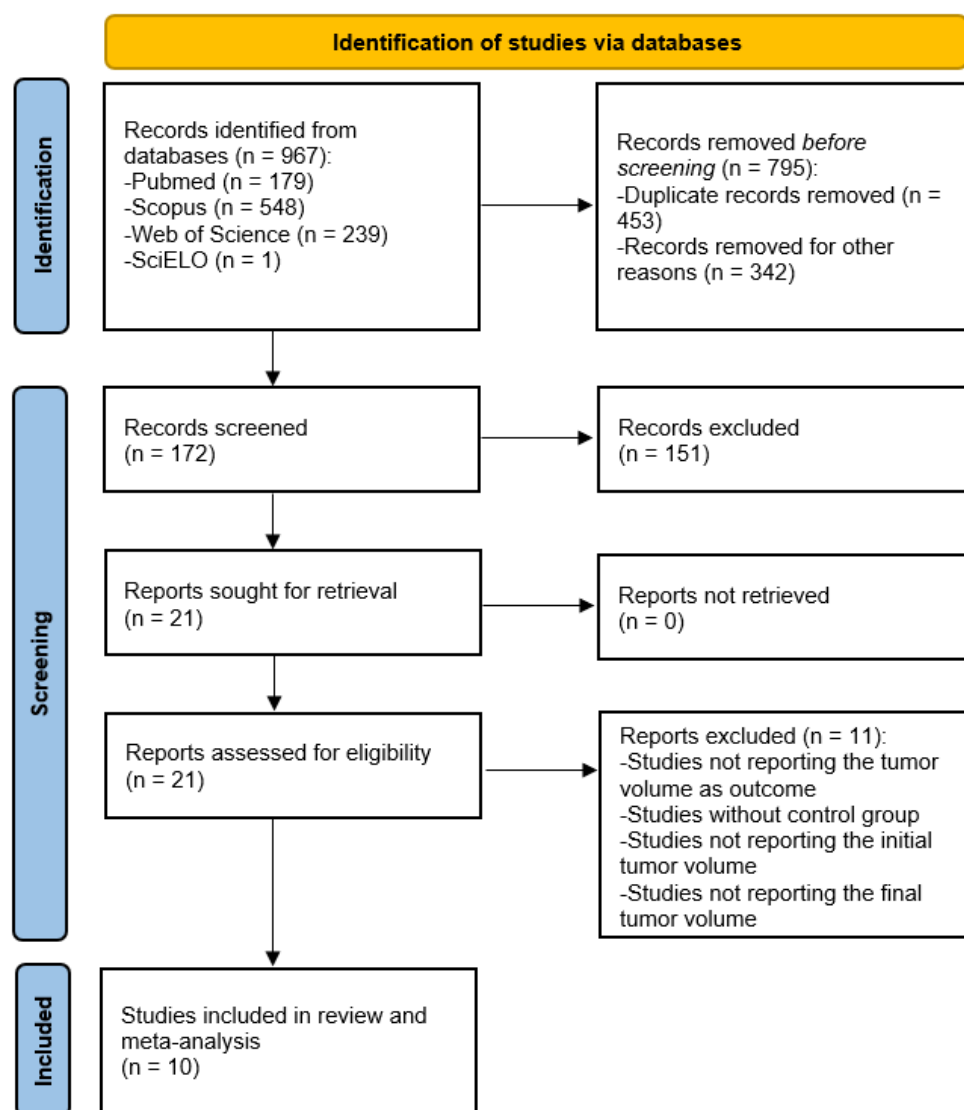 Identification of studies via databases
Identification
Records identified from
databases (n = 967):
-Pubmed (n = 179)
-Scopus (n = 548)
-Web of Science (n = 239)
-SciELO (n = 1)
Records removed before
screening (n = 795):
-Duplicate records removed (n =
453)
-Records removed for other
reasons (n = 342)
Screening
Records screened
(n = 172)
Records excluded
(n = 151)
Reports sought for retrieval
(n = 21)
Reports not retrieved
(n = 0)
Reports assessed for eligibility
(n = 21)
Reports excluded (n = 11):
-Studies not reporting the tumor
volume as outcome
-Studies without control group
-Studies not reporting the initial
tumor volume
-Studies not reporting the final
tumor volume
Included
Studies included in review and
meta-analysis
(n = 10)